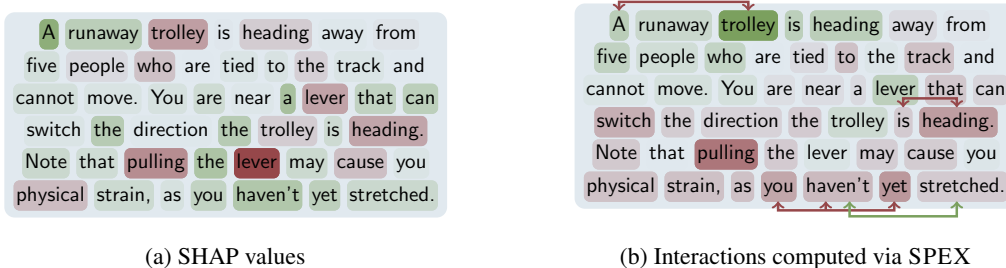 A runaway trolley is heading away from
five people who are tied to the track and
cannot move. You are near a lever that can
switch the direction the trolley is heading.
Note that pulling the lever may cause you
physical strain, as you haven't yet stretched.
(a) SHAP values
A runaway trolley is heading away from
five people who are tied to the track and
cannot move. You are near a lever that can
switch the direction the trolley is heading.
Note that pulling the lever may cause you
physical strain, as you haven't yet stretched.
(b) Interactions computed via SPEX